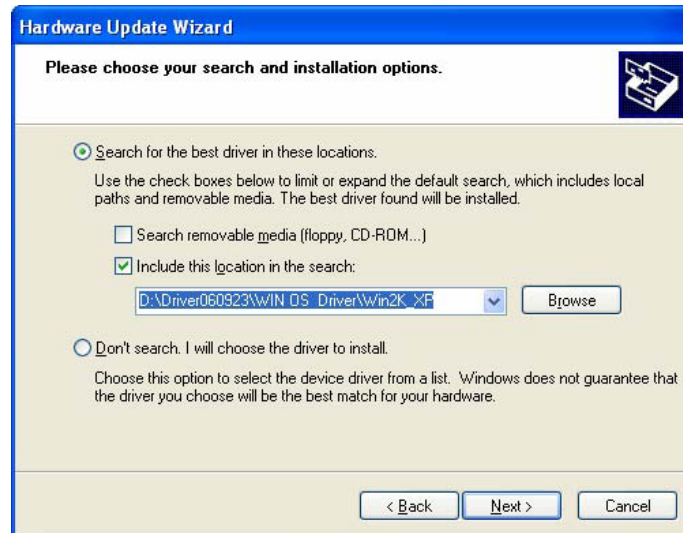 Hardware Update Wizard
Please choose your search and installation options.
Search for the best driver in these locations.
Use the check boxes below to limit or expand the default search, which includes local
paths and removable media. The best driver found will be installed.
Search removable media (floppy, CD-ROM...)
Include this location in the search:
D:\Driver060923\WIN OS Driver\Win2K_XP
Browse
Don't search. I will choose the driver to install.
Choose this option to select the device driver from a list. Windows does not guarantee that
the driver you choose will be the best match for your hardware.
< Back
Next >
Cancel